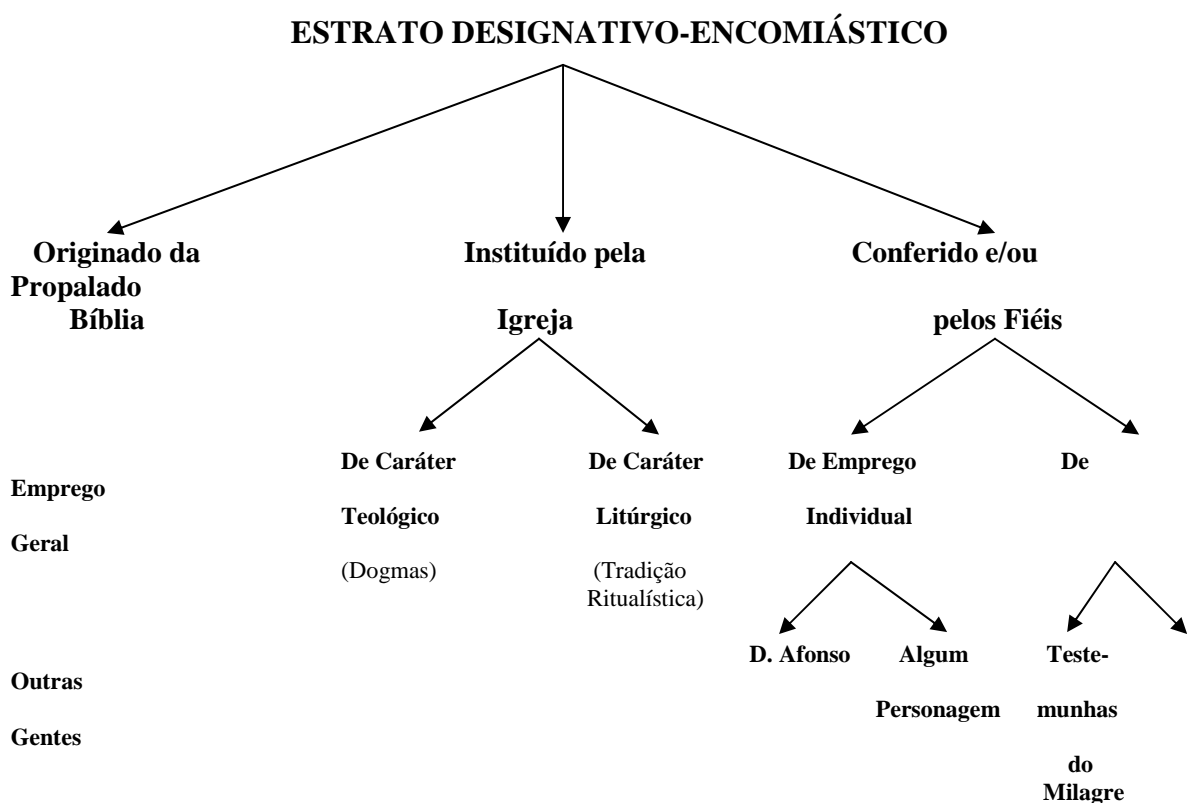 ESTRATO DESIGNATIVO-ENCOMIÁSTICO
Originado da Instituído pela Conferido e/ou
Propalado
Bíblia Igreja pelos Fiéis
De Caráter De Caráter De Emprego De
Emprego
Teológico Litúrgico Individual
Geral
(Dogmas) (Tradição
Ritualística)
D. Afonso Algum Teste-
Outras
Personagem munhas
Gentes
do
Milagre